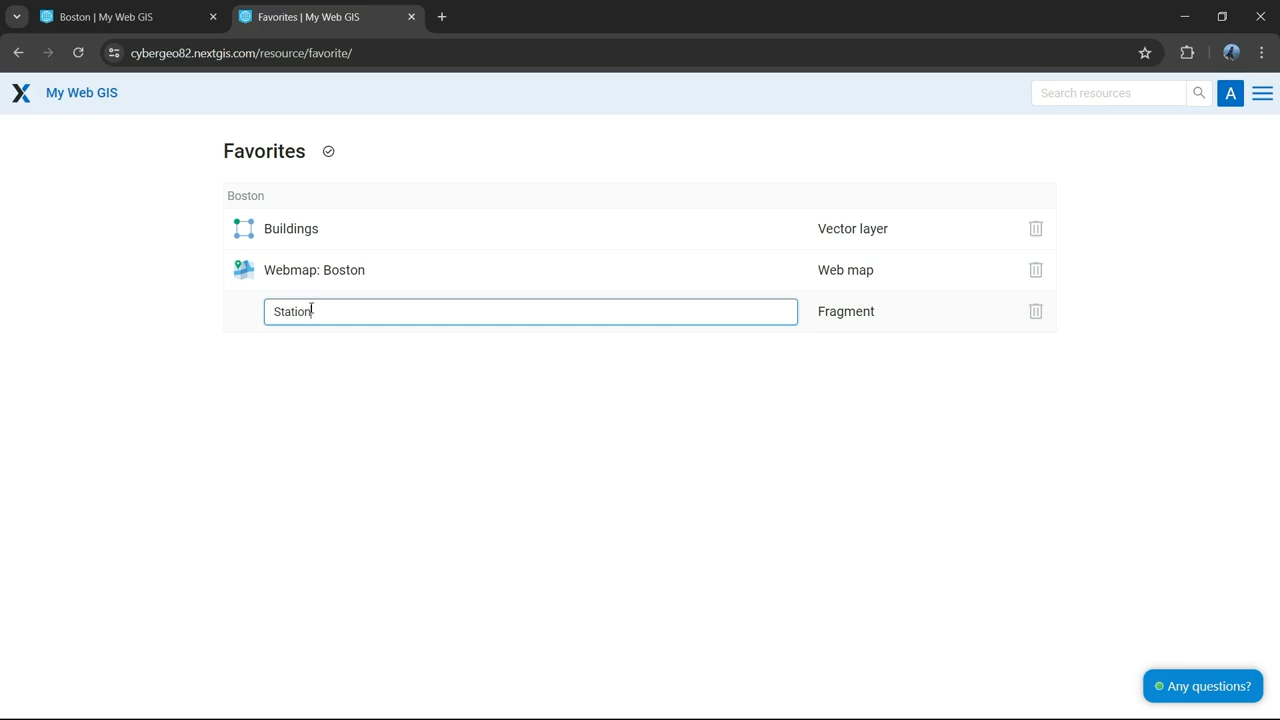 Boston | My Web GIS
Favorites | My Web GIS
cybergeo82.nextgis.com/resource/favorite/
My Web GIS
Search resources
A
Favorites
Boston
Buildings Vector layer
Webmap: Boston Web map
Station Fragment
Any questions?